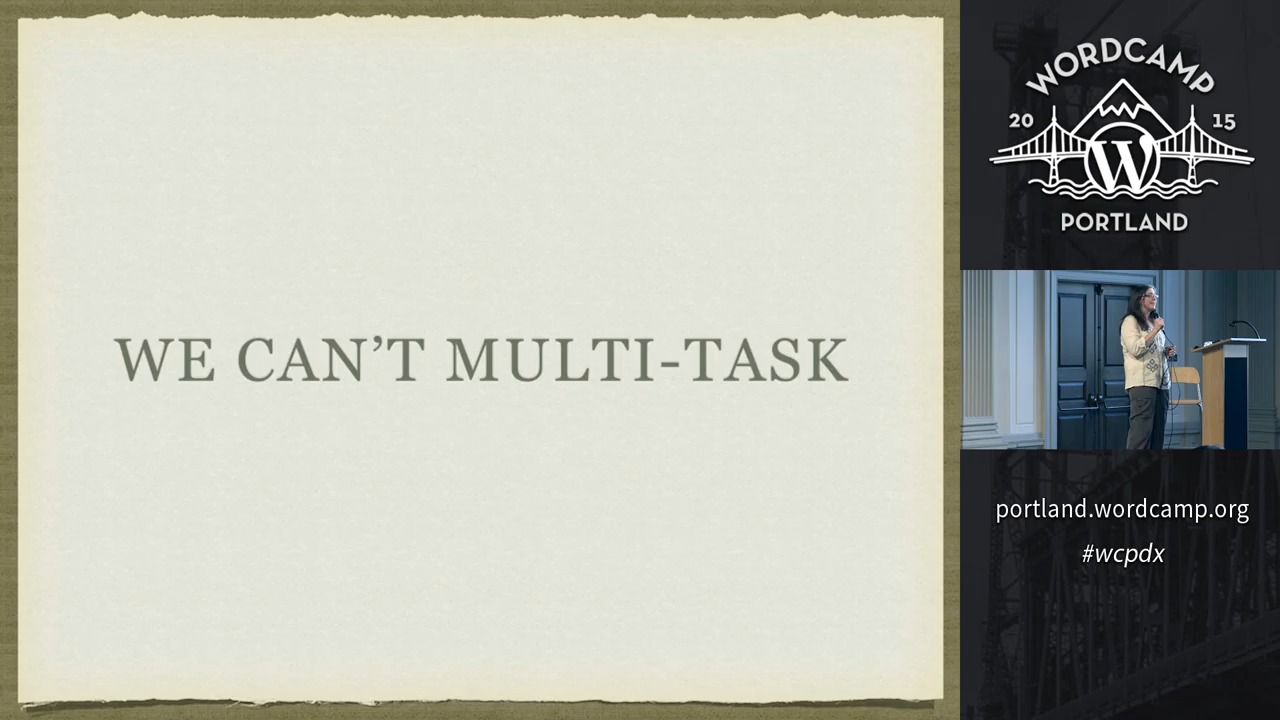 WE CAN’T MULTI-TASK
WORDCAMP
20 15
W
PORTLAND
portland.wordcamp.org
#wcpdx